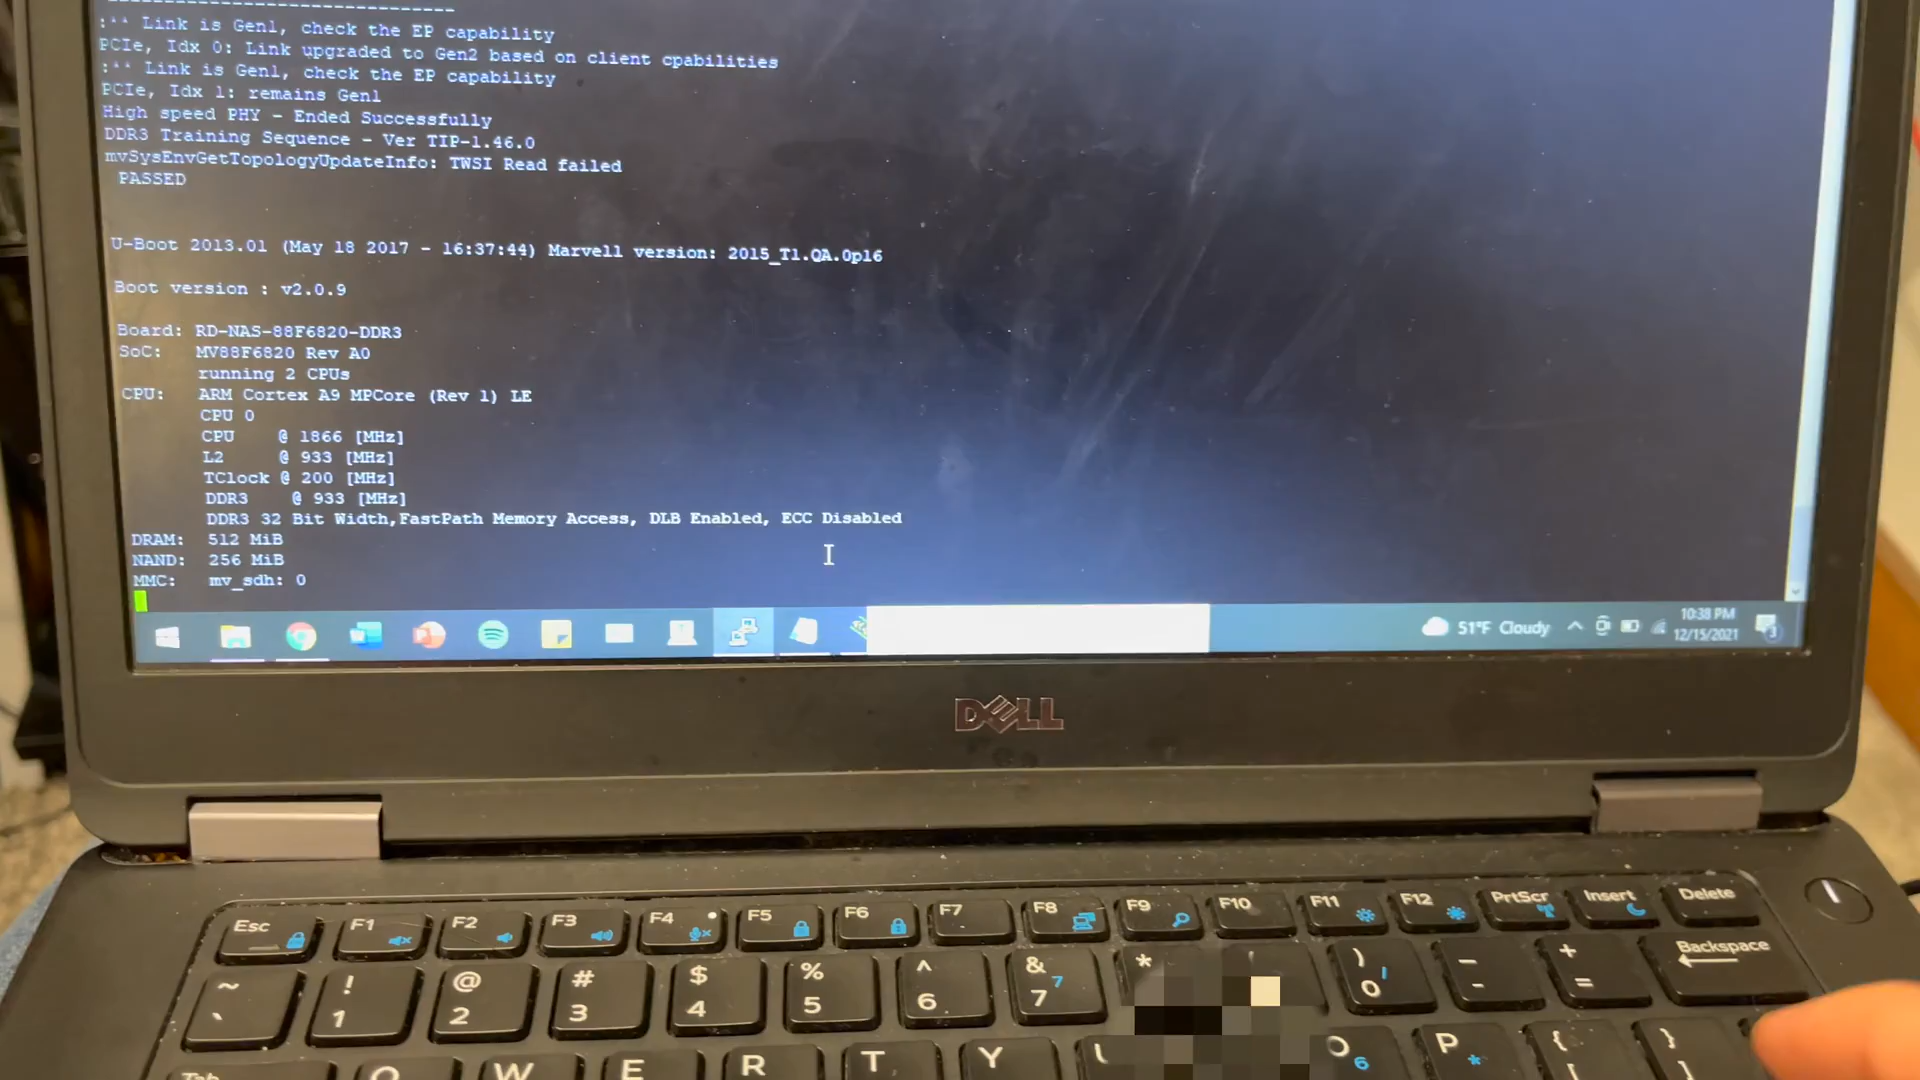 :** Link is Gen1, check the EP capability
PCIe, Idx 0: Link upgraded to Gen2 based on client cpabilities
:** Link is Gen1, check the EP capability
PCIe, Idx 1: remains Gen1
High speed PHY - Ended Successfully
DDR3 Training Sequence - Ver TIP-1.46.0
mvSysEnvGetTopologyUpdateInfo: TWSI Read failed
PASSED
U-Boot 2013.01 (May 18 2017 - 16:37:44) Marvell version: 2015_T1.QA.0p16
Boot version : v2.0.9
Board: RD-NAS-88F6820-DDR3
SoC: MV88F6820 Rev A0
running 2 CPUs
CPU: ARM Cortex A9 MPCore (Rev 1) LE
CPU 0
CPU @ 1866 [MHz]
L2 @ 933 [MHz]
TClock @ 200 [MHz]
DDR3 @ 933 [MHz]
DDR3 32 Bit Width,FastPath Memory Access, DLB Enabled, ECC Disabled
DRAM: 512 MiB
NAND: 256 MiB
MMC: mv_sdh: 0
51°F Cloudy
10:38 PM
12/15/2021
3
DELL
Esc F1 F2 F3 F4 F5 F6 F7 F8 F9 F10 F11 F12 PrtScr Insert Delete
~ ! @ # $ % ^ & * ( ) _ + Backspace
` 1 2 3 4 5 6 7 7 0 / - =
Tab Q W E R T Y O 6 P * { }
[ ]